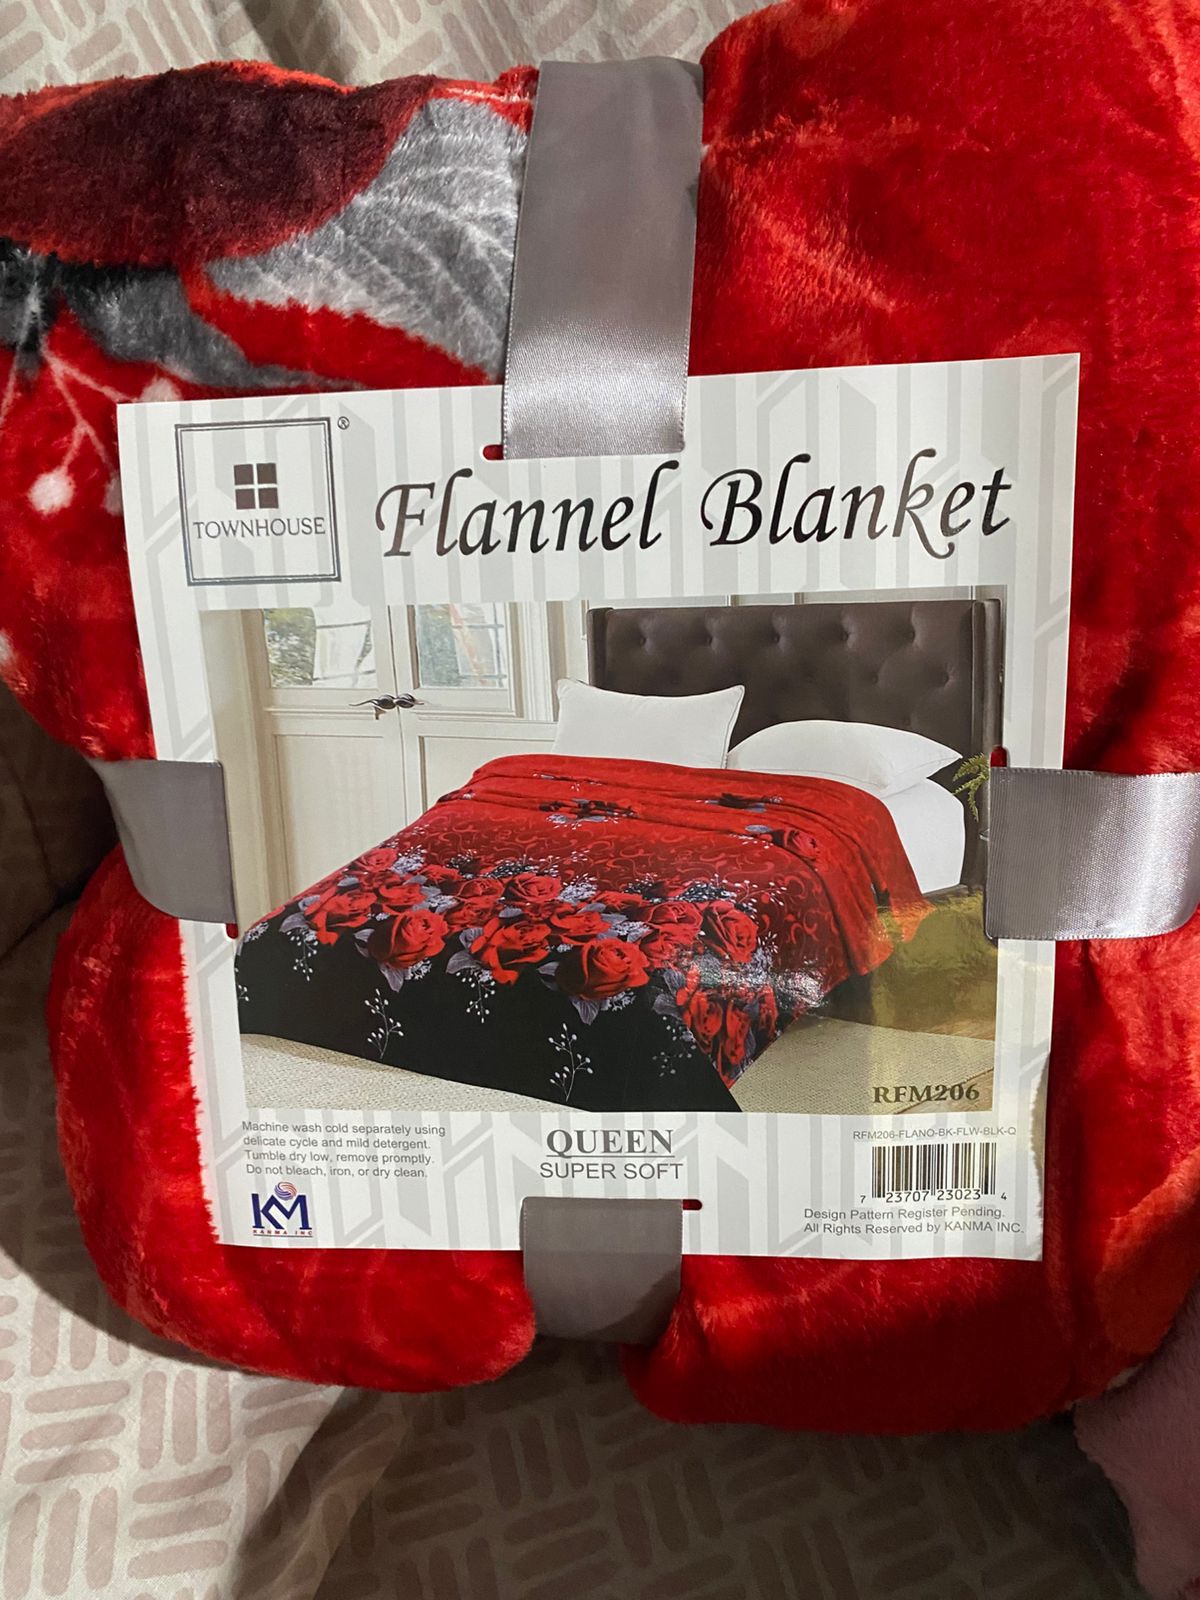 ®
TOWNHOUSE
Flannel Blanket
RFM206
Machine wash cold separately using
delicate cycle and mild detergent.
Tumble dry low, remove promptly.
Do not bleach, iron, or dry clean.
KM
KANMA INC
QUEEN
SUPER SOFT
RFM206-FLANO-BK-FLW-BLK-Q
7 23707 23023 4
Design Pattern Register Pending.
All Rights Reserved by KANMA INC.